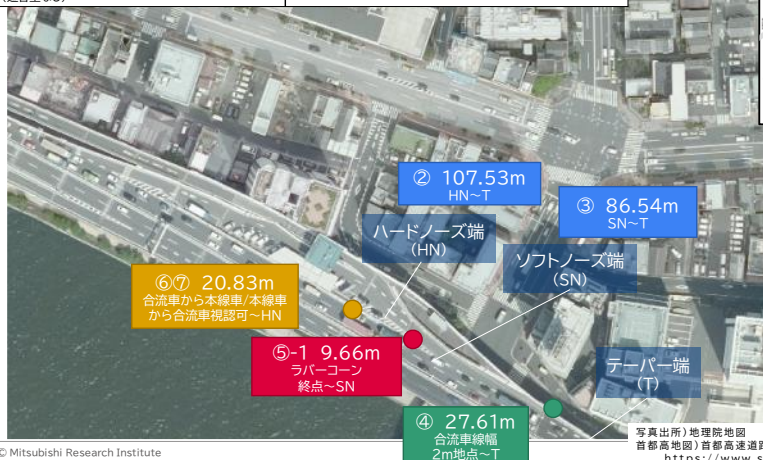 ② 107.53m
HN~T
③ 86.54m
SN~T
ハードノーズ端
(HN)
ソフトノーズ端
(SN)
⑥⑦ 20.83m
合流車から本線車/本線車
から合流車視認可~HN
⑤-1 9.66m
ラバーコーン
終点~SN
テーパー端
(T)
④ 27.61m
合流車線幅
2m地点~T
写真出所)地理院地図
首都高地図)首都高速道路
https://www.s
© Mitsubishi Research Institute